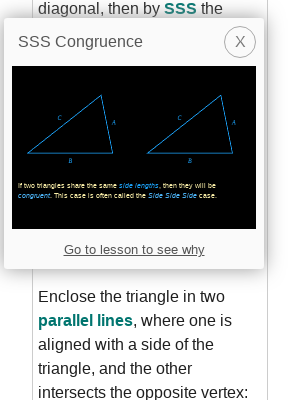 diagonal, then by SSS the
SSS Congruence
X
C
A
B
C
A
B
If two triangles share the same side lengths, then they will be
congruent. This case is often called the Side Side Side case.
Go to lesson to see why
Enclose the triangle in two
parallel lines, where one is
aligned with a side of the
triangle, and the other
intersects the opposite vertex: